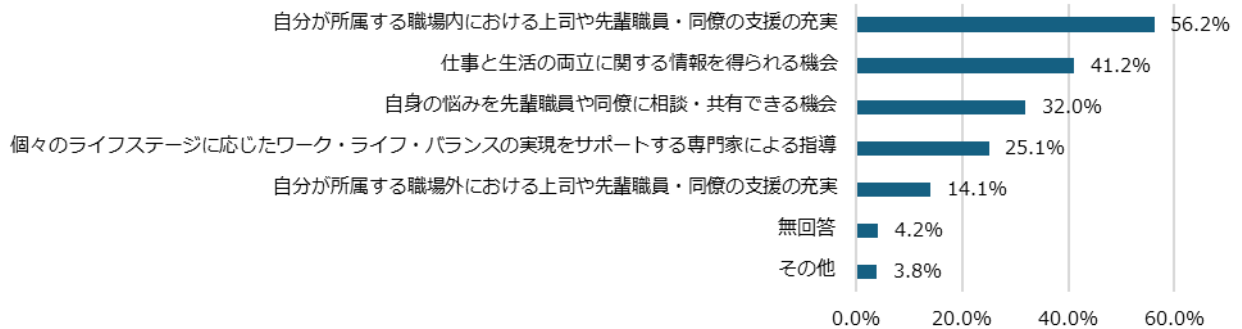 自分が所属する職場内における上司や先輩職員・同僚の支援の充実 56.2%
仕事と生活の両立に関する情報を得られる機会 41.2%
自身の悩みを先輩職員や同僚に相談・共有できる機会 32.0%
個々のライフステージに応じたワーク・ライフ・バランスの実現をサポートする専門家による指導 25.1%
自分が所属する職場外における上司や先輩職員・同僚の支援の充実 14.1%
無回答 4.2%
その他 3.8%
0.0% 20.0% 40.0% 60.0%